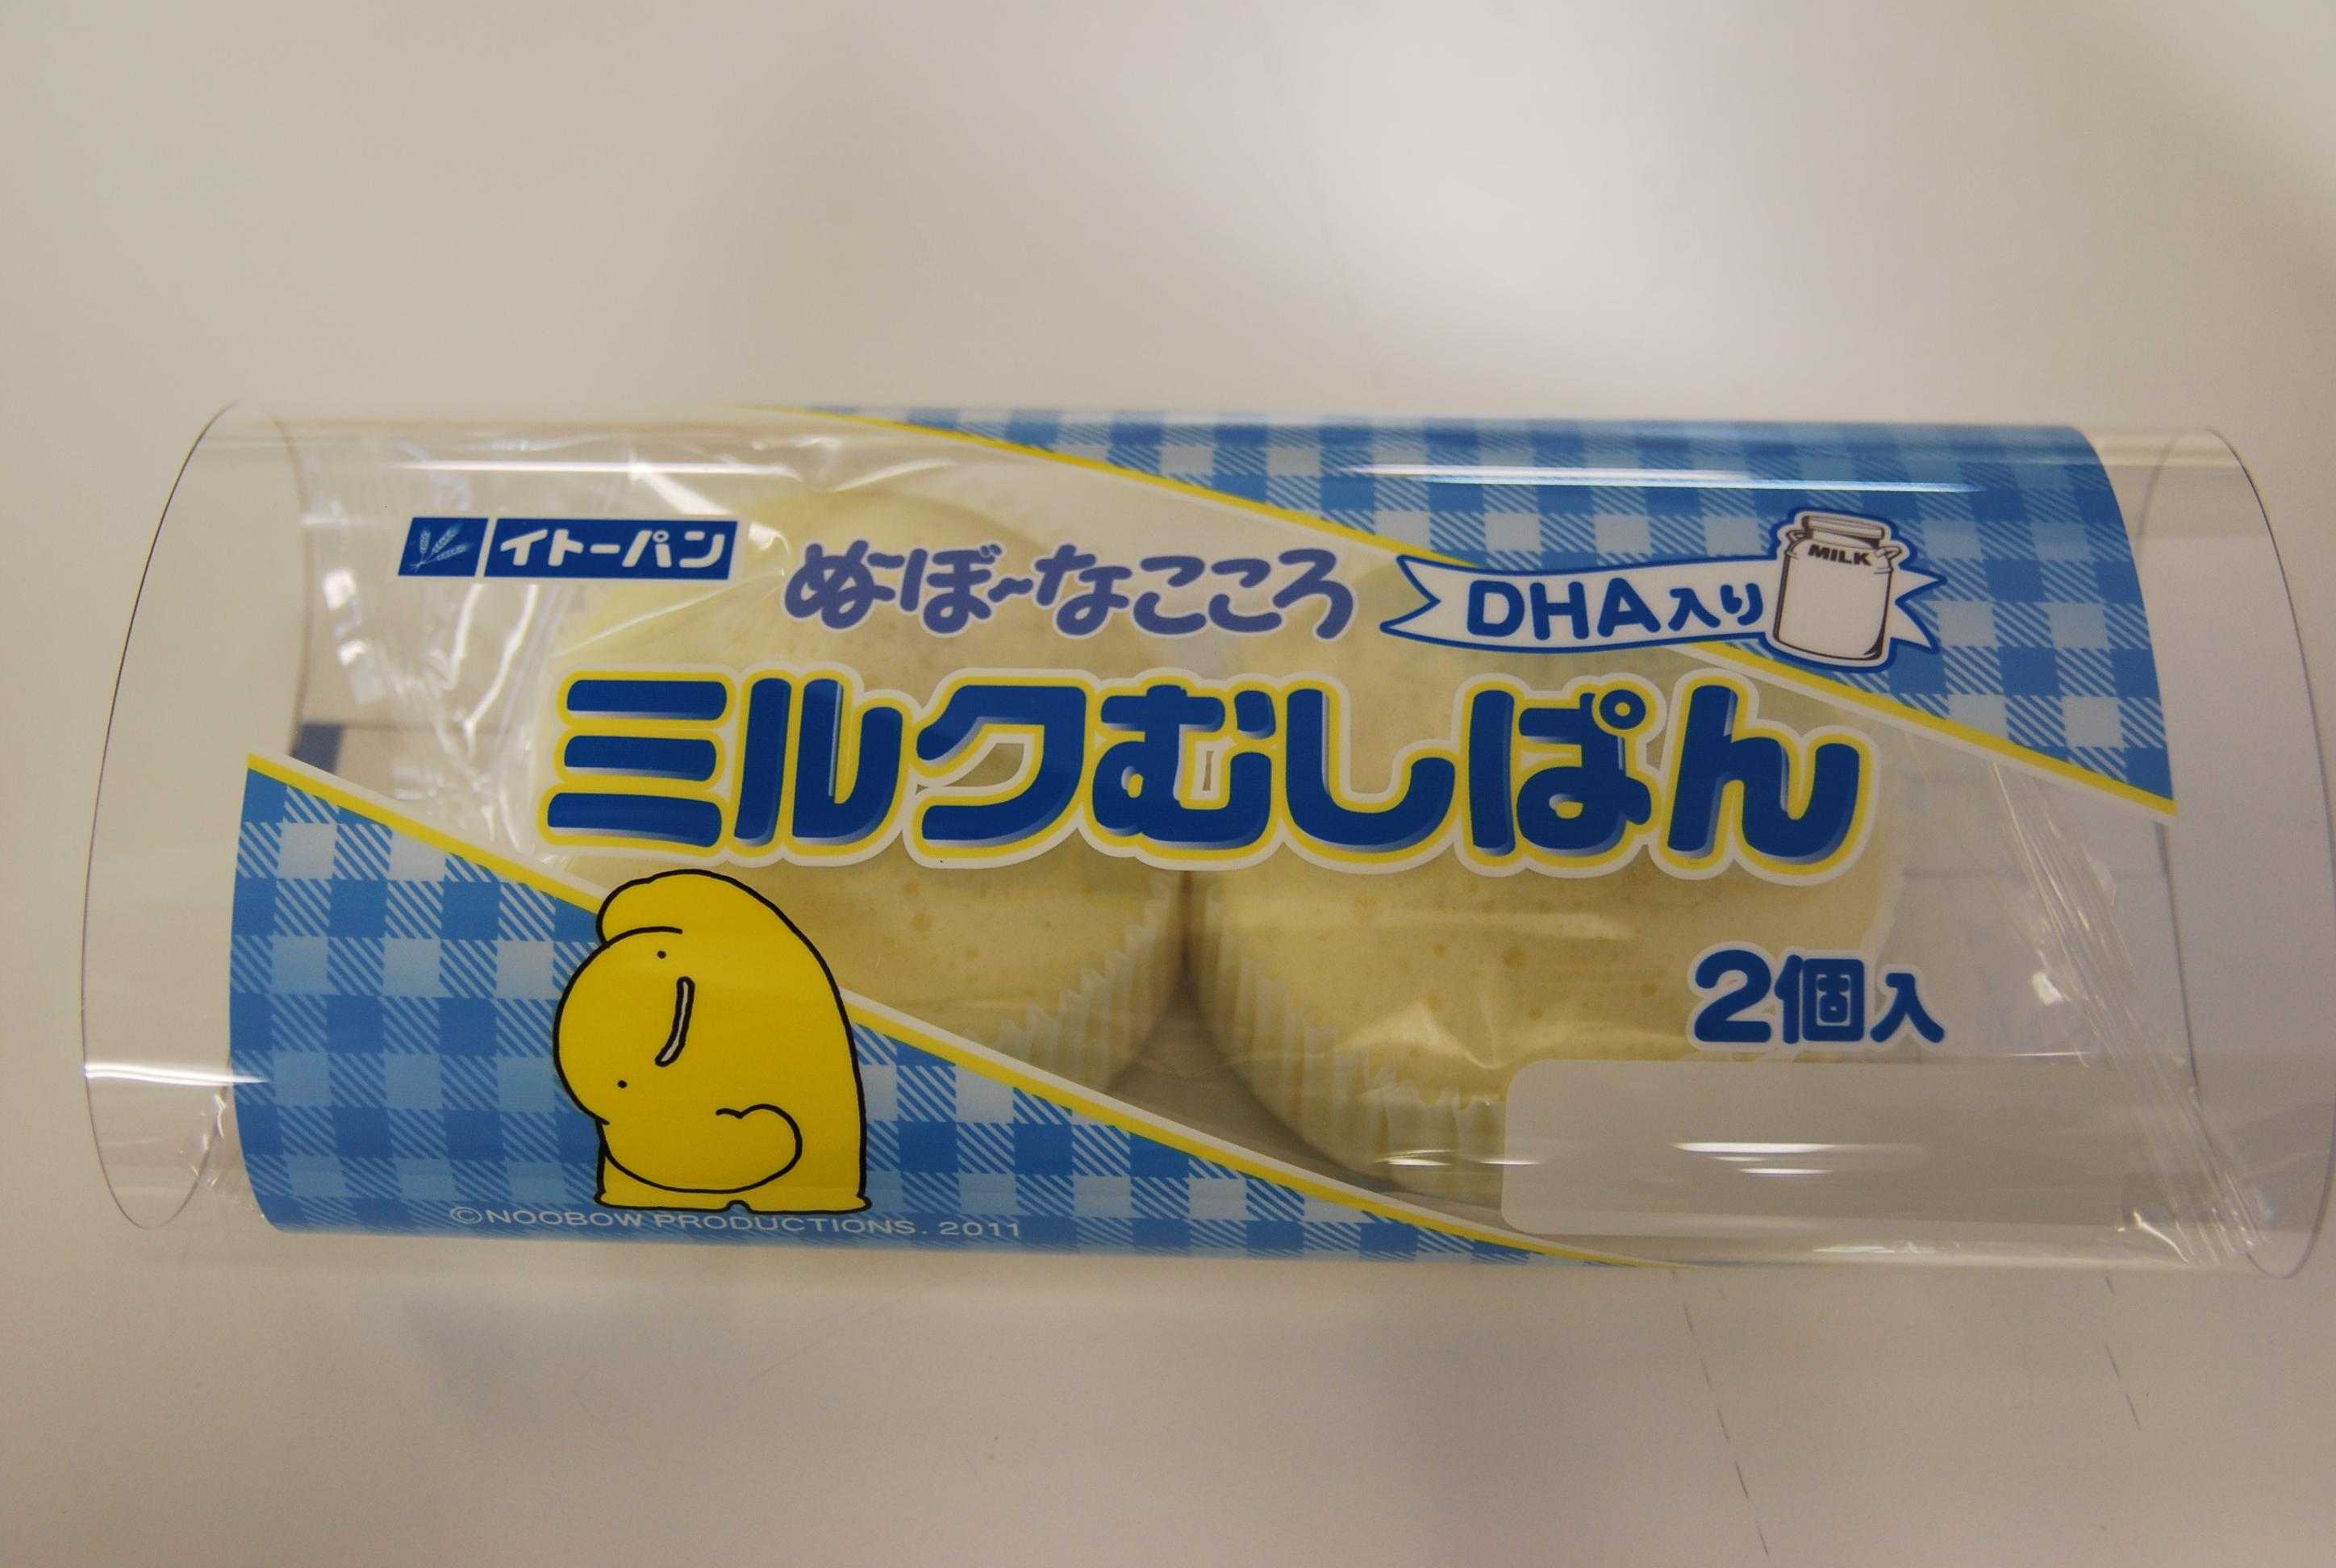 イトーパン
ぬ〜ぼ〜なこころ
DHA入り
MILK
ミルクむしぱん
2個入
©NOOBOW PRODUCTIONS. 2011